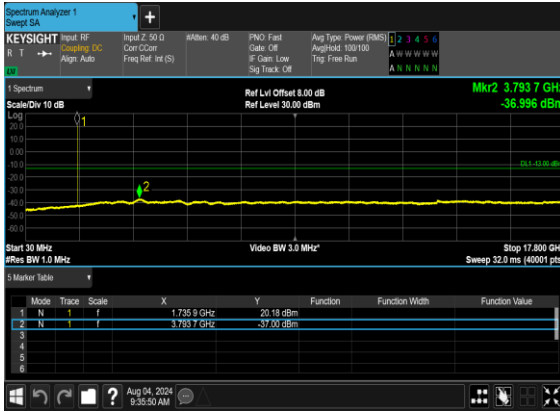 Spectrum Analyzer 1
Swept SA
+
KEYSIGHT Input: RF Input Z: 50 Ω #Atten: 40 dB PNO: Fast Avg Type: Power (RMS) 1 2 3 4 5 6
R T Coupling: DC Corr CCorr Gate: Off Avg|Hold: 100/100 A W W W W W
Align: Auto Freq Ref: Int (S) IF Gain: Low Trig: Free Run
LXI Sig Track: Off A N N N N N
1 Spectrum Ref Lvl Offset 8.00 dB Mkr2 3.793 7 GHz
Scale/Div 10 dB Ref Level 30.00 dBm -36.996 dBm
Log
1
20.0
10.0
0.00
-10.0
DL1 -13.00 dBm
-20.0
-30.0
2
-40.0
-50.0
-60.0
Start 30 MHz Video BW 3.0 MHz* Stop 17.800 GHz
#Res BW 1.0 MHz Sweep 32.0 ms (40001 pts)
5 Marker Table
Mode Trace Scale X Y Function Function Width Function Value
1 N 1 f 1.735 9 GHz 20.18 dBm
2 N 1 f 3.793 7 GHz -37.00 dBm
3
4
5
6
? Aug 04, 2024
9:35:50 AM